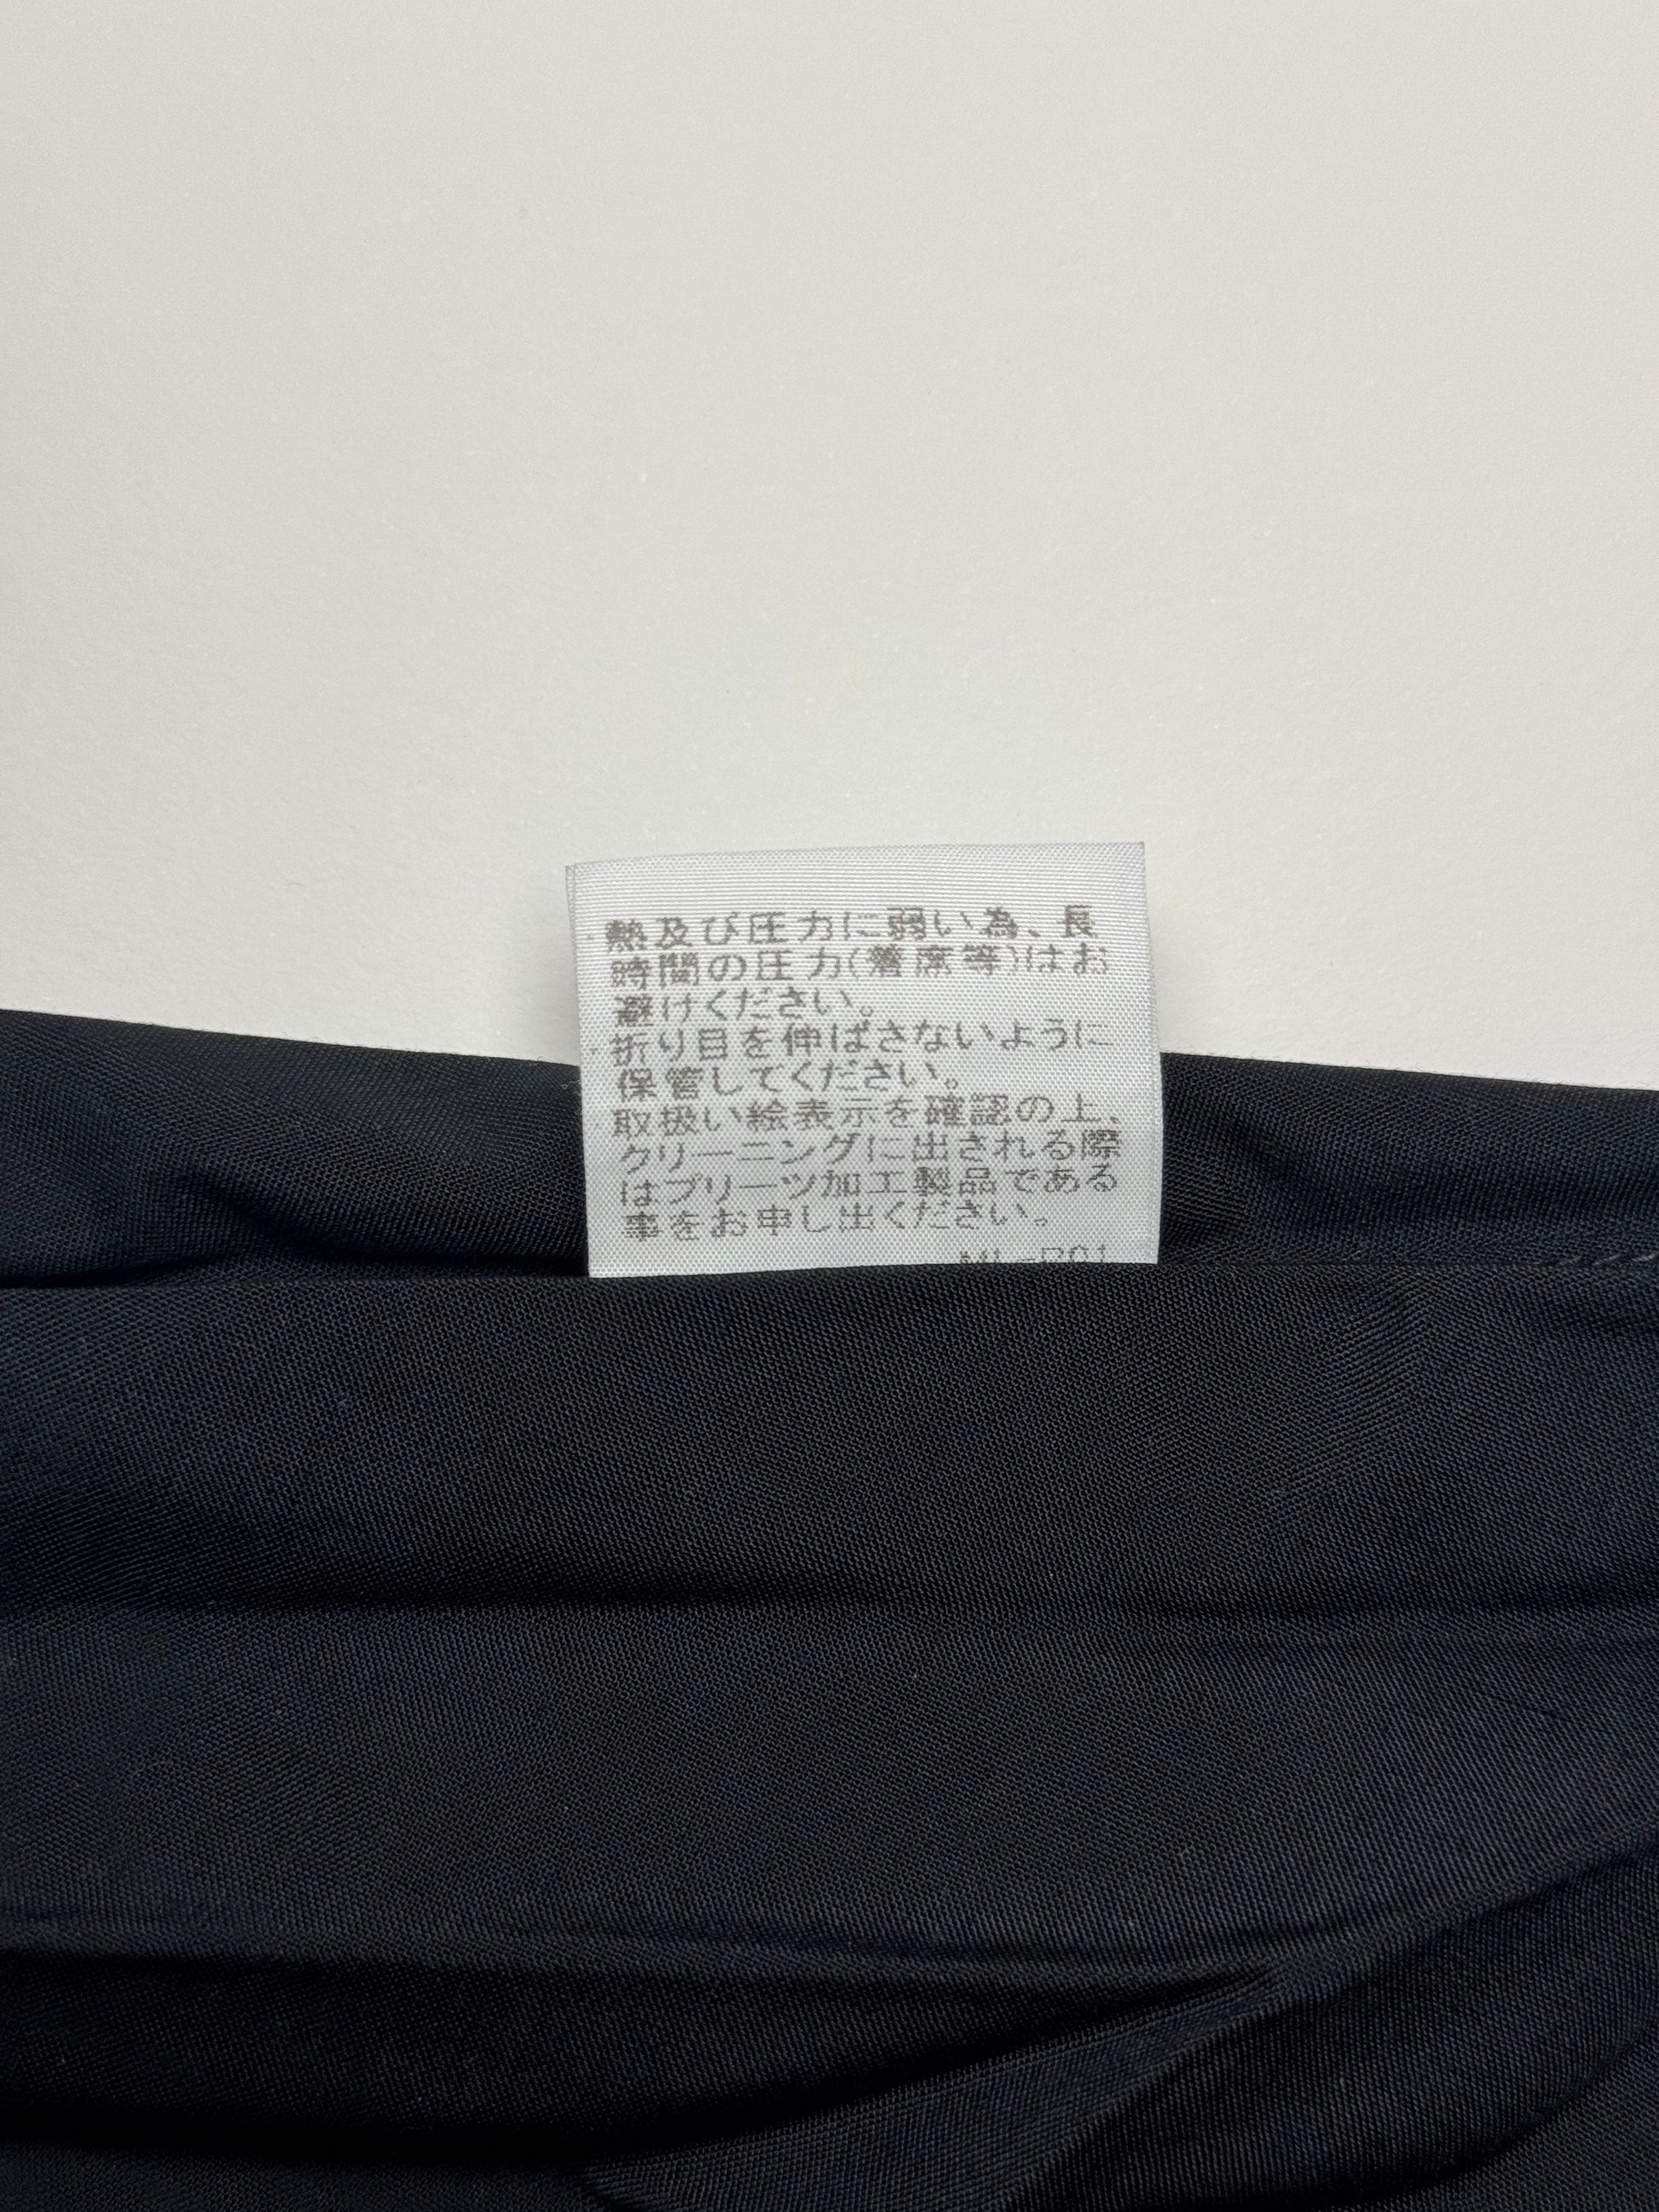 熱及び圧力に弱い為、長
時間の圧力(着席等)はお
避けください。
折り目を伸ばさないように
保管してください。
取扱い絵表示を確認の上、
クリーニングに出される際
はプリーツ加工製品である
事をお申し出ください。